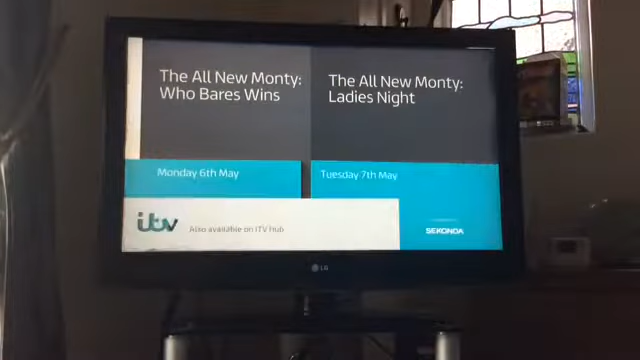 The All New Monty:
Who Bares Wins
The All New Monty:
Ladies Night
Monday 6th May
Tuesday 7th May
itv
Also available on ITV Hub
SEKONDA
LG